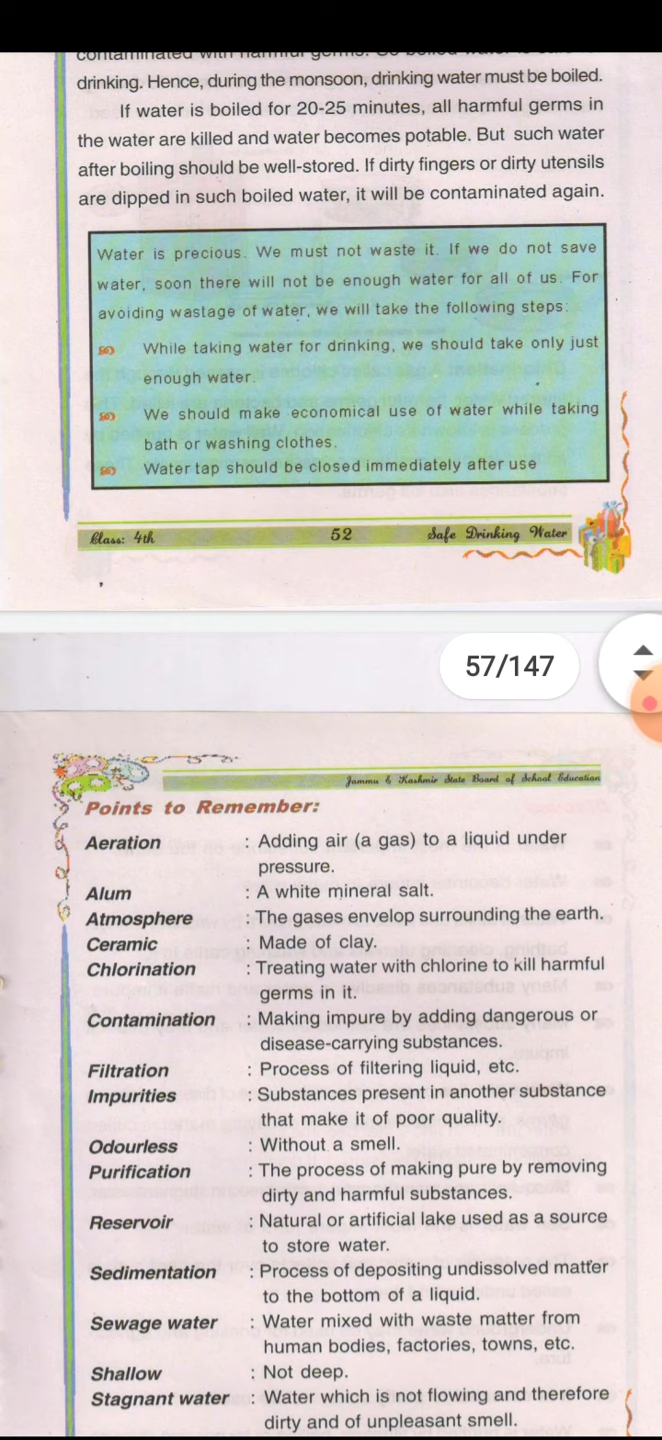 drinking. Hence, during the monsoon, drinking water must be boiled.
If water is boiled for 20-25 minutes, all harmful germs in
the water are killed and water becomes potable. But such water
after boiling should be well-stored. If dirty fingers or dirty utensils
are dipped in such boiled water, it will be contaminated again.
Water is precious. We must not waste it. If we do not save
water, soon there will not be enough water for all of us. For
avoiding wastage of water, we will take the following steps:
While taking water for drinking, we should take only just
enough water.
We should make economical use of water while taking
bath or washing clothes.
Water tap should be closed immediately after use
Class: 4th 52 Safe Drinking Water
57/147
Jammu & Kashmir State Board of School Education
Points to Remember:
Aeration : Adding air (a gas) to a liquid under
pressure.
Alum : A white mineral salt.
Atmosphere : The gases envelop surrounding the earth.
Ceramic : Made of clay.
Chlorination : Treating water with chlorine to kill harmful
germs in it.
Contamination : Making impure by adding dangerous or
disease-carrying substances.
Filtration : Process of filtering liquid, etc.
Impurities : Substances present in another substance
that make it of poor quality.
Odourless : Without a smell.
Purification : The process of making pure by removing
dirty and harmful substances.
Reservoir : Natural or artificial lake used as a source
to store water.
Sedimentation : Process of depositing undissolved matter
to the bottom of a liquid.
Sewage water : Water mixed with waste matter from
human bodies, factories, towns, etc.
Shallow : Not deep.
Stagnant water : Water which is not flowing and therefore
dirty and of unpleasant smell.